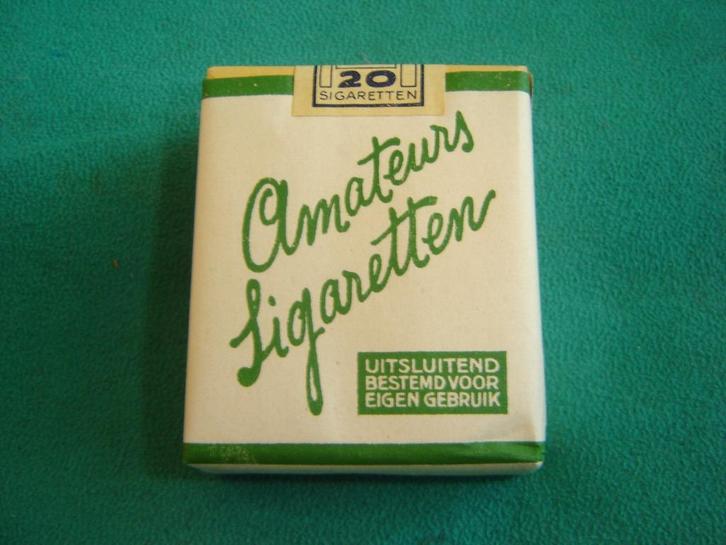 20
SIGARETTEN
Amateurs
Sigaretten
UITSLUITEND
BESTEMD VOOR
EIGEN GEBRUIK